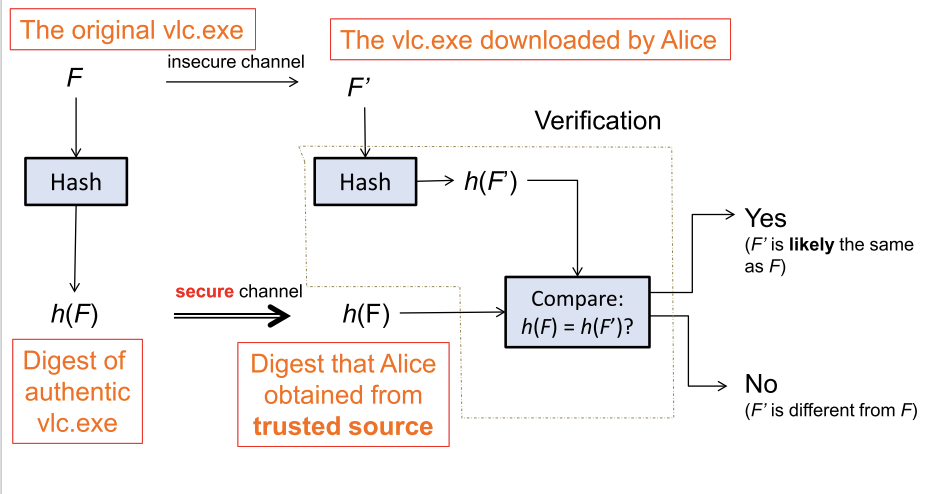 The original vlc.exe
The vlc.exe downloaded by Alice
F
insecure channel
F’
Verification
Hash
Hash
h(F’)
Yes
(F’ is likely the same
as F)
h(F)
secure channel
h(F)
Compare:
h(F) = h(F’)?
Digest of
authentic
vlc.exe
Digest that Alice
obtained from
trusted source
No
(F’ is different from F)